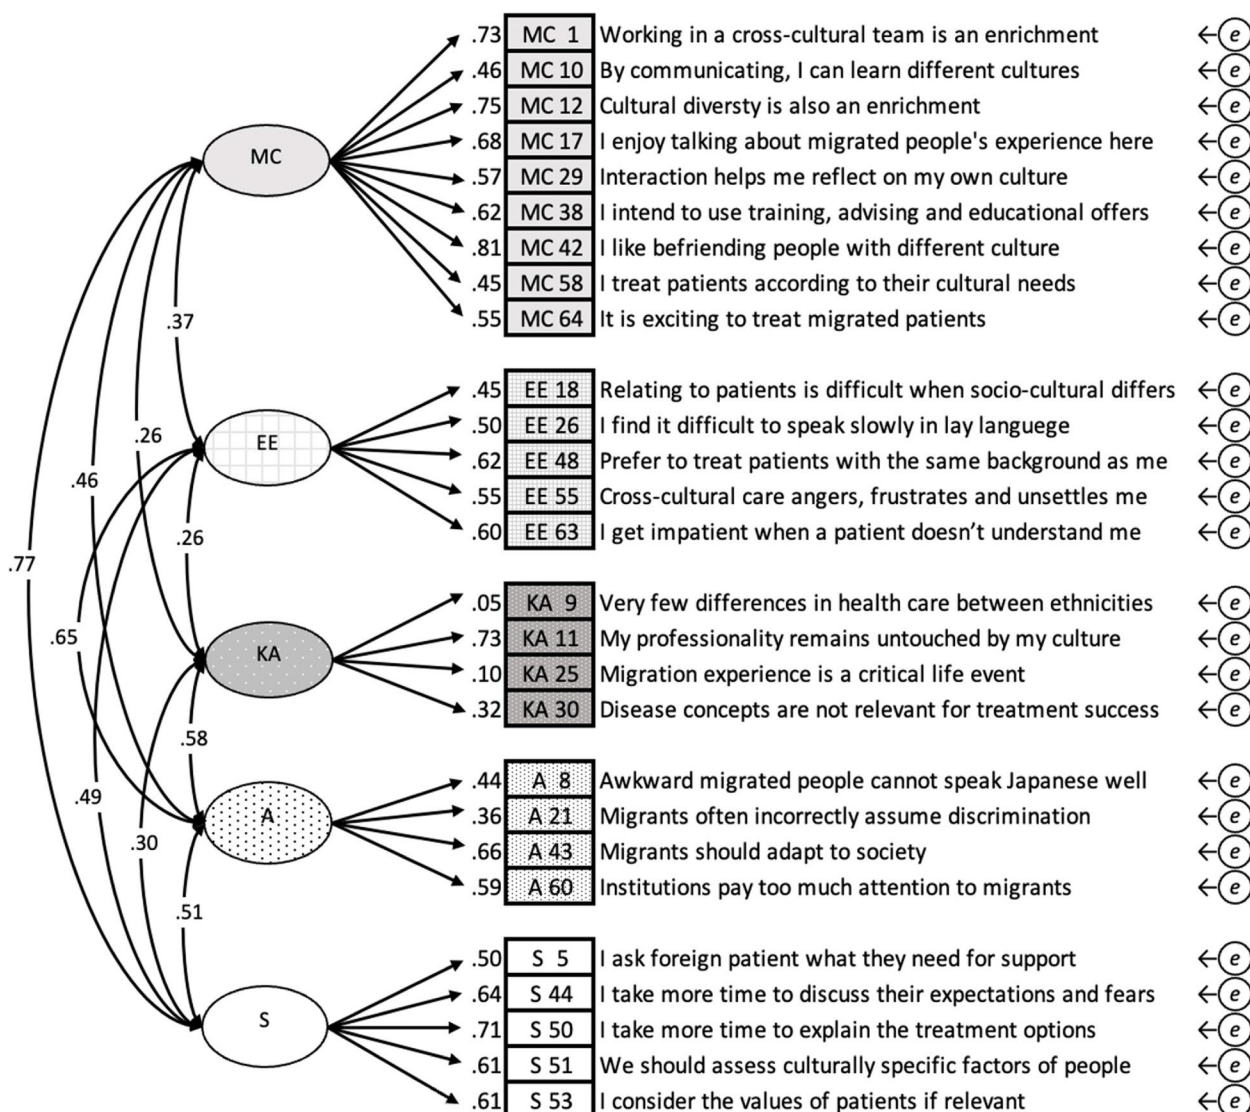 .73 MC 1 Working in a cross-cultural team is an enrichment ←e
.46 MC 10 By communicating, I can learn different cultures ←e
.75 MC 12 Cultural diversty is also an enrichment ←e
.68 MC 17 I enjoy talking about migrated people's experience here ←e
.57 MC 29 Interaction helps me reflect on my own culture ←e
.62 MC 38 I intend to use training, advising and educational offers ←e
.81 MC 42 I like befriending people with different culture ←e
.45 MC 58 I treat patients according to their cultural needs ←e
.55 MC 64 It is exciting to treat migrated patients ←e
MC
.37
.45 EE 18 Relating to patients is difficult when socio-cultural differs ←e
.50 EE 26 I find it difficult to speak slowly in lay languege ←e
.62 EE 48 Prefer to treat patients with the same background as me ←e
.55 EE 55 Cross-cultural care angers, frustrates and unsettles me ←e
.60 EE 63 I get impatient when a patient doesn’t understand me ←e
EE
.26
.46
.26
.77
.05 KA 9 Very few differences in health care between ethnicities ←e
.73 KA 11 My professionality remains untouched by my culture ←e
.10 KA 25 Migration experience is a critical life event ←e
.32 KA 30 Disease concepts are not relevant for treatment success ←e
.65
KA
.58
.44 A 8 Awkward migrated people cannot speak Japanese well ←e
.36 A 21 Migrants often incorrectly assume discrimination ←e
.66 A 43 Migrants should adapt to society ←e
.59 A 60 Institutions pay too much attention to migrants ←e
.49
A
.30
.51
.50 S 5 I ask foreign patient what they need for support ←e
.64 S 44 I take more time to discuss their expectations and fears ←e
.71 S 50 I take more time to explain the treatment options ←e
.61 S 51 We should assess culturally specific factors of people ←e
.61 S 53 I consider the values of patients if relevant ←e
S